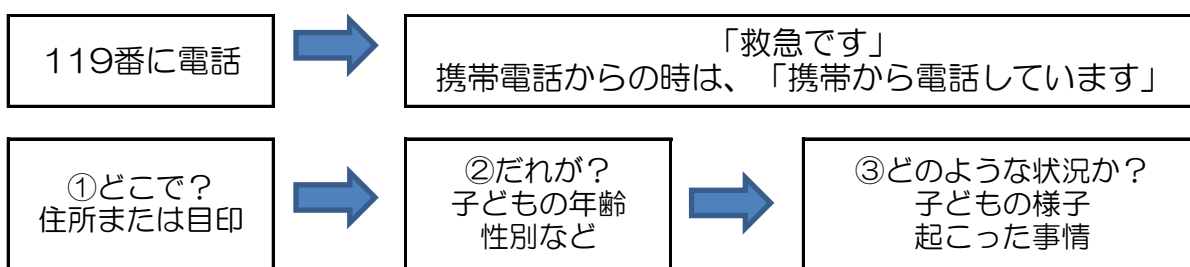 119番に電話
「救急です」
携帯電話からの時は、「携帯から電話しています」
①どこで?
住所または目印
②だれが?
子どもの年齢
性別など
③どのような状況か?
子どもの様子
起こった事情